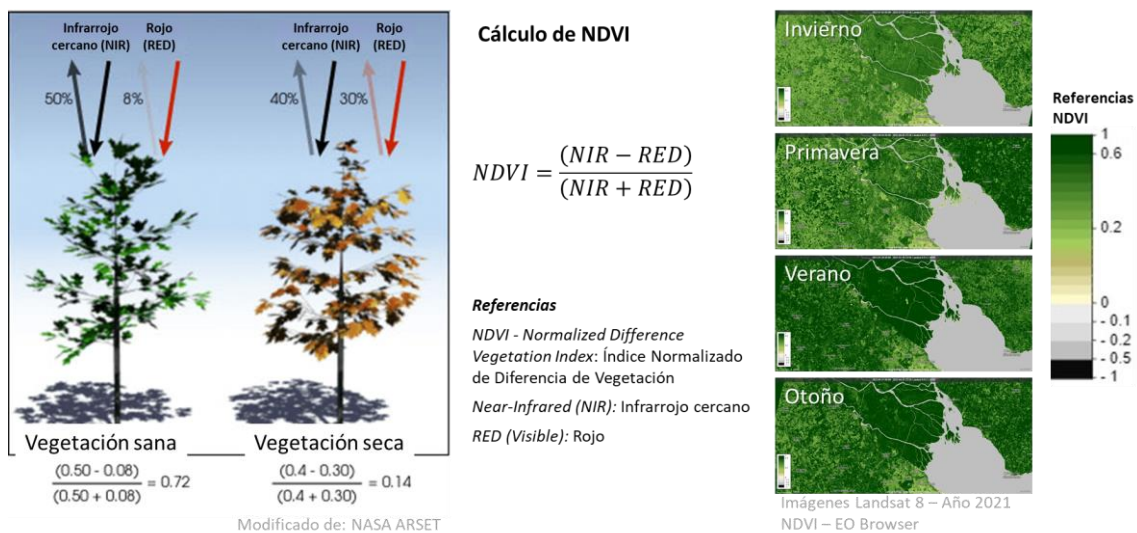 Infrarrojo
cercano (NIR)
Rojo
(RED)
50%
8%
Infrarrojo
cercano (NIR)
Rojo
(RED)
40%
30%
Vegetación sana
(0.50 - 0.08)
(0.50 + 0.08)
= 0.72
Vegetación seca
(0.4 - 0.30)
(0.4 + 0.30)
= 0.14
Modificado de: NASA ARSET
Cálculo de NDVI
NDVI = (NIR − RED)
(NIR + RED)
Referencias
NDVI - Normalized Difference
Vegetation Index: Índice Normalizado
de Diferencia de Vegetación
Near-Infrared (NIR): Infrarrojo cercano
RED (Visible): Rojo
Invierno
Primavera
Verano
Otoño
Imágenes Landsat 8 – Año 2021
NDVI – EO Browser
Referencias
NDVI
1
0.6
0.2
0
- 0.1
- 0.2
- 0.5
- 1